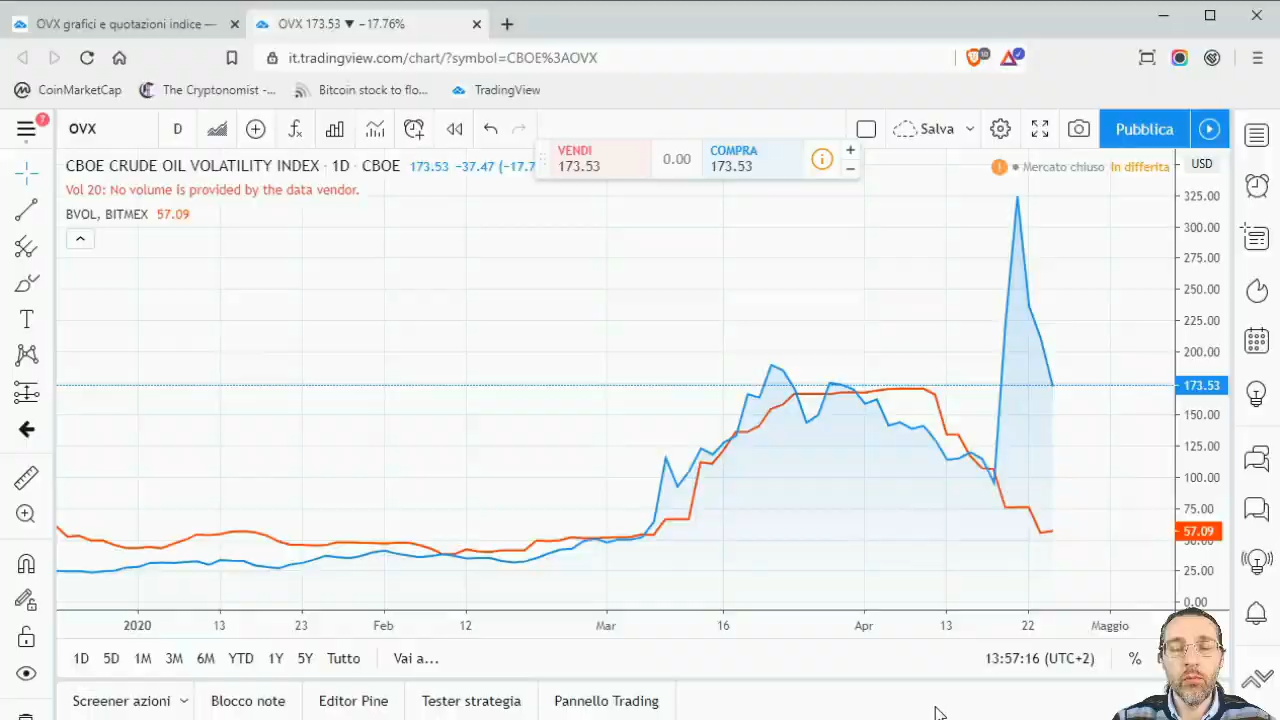 OVX grafici e quotazioni indice —
OVX 173.53 ▼ −17.76%
it.tradingview.com/chart/?symbol=CBOE%3AOVX
10
CoinMarketCap
The Cryptonomist -...
Bitcoin stock to flo...
TradingView
7
OVX
D
Salva
Pubblica
VENDI
173.53
0.00
COMPRA
173.53
CBOE CRUDE OIL VOLATILITY INDEX · 1D · CBOE 173.53 −37.47 (−17.7
Mercato chiuso In differita
USD
Vol 20: No volume is provided by the data vendor.
BVOL, BITMEX 57.09
325.00
300.00
275.00
250.00
225.00
200.00
173.53
150.00
125.00
100.00
75.00
57.09
50.00
25.00
0.00
2020 13 23 Feb 12 Mar 16 Apr 13 22 Maggio
1D 5D 1M 3M 6M YTD 1Y 5Y Tutto Vai a... 13:57:16 (UTC+2) %
Screener azioni Blocco note Editor Pine Tester strategia Pannello Trading